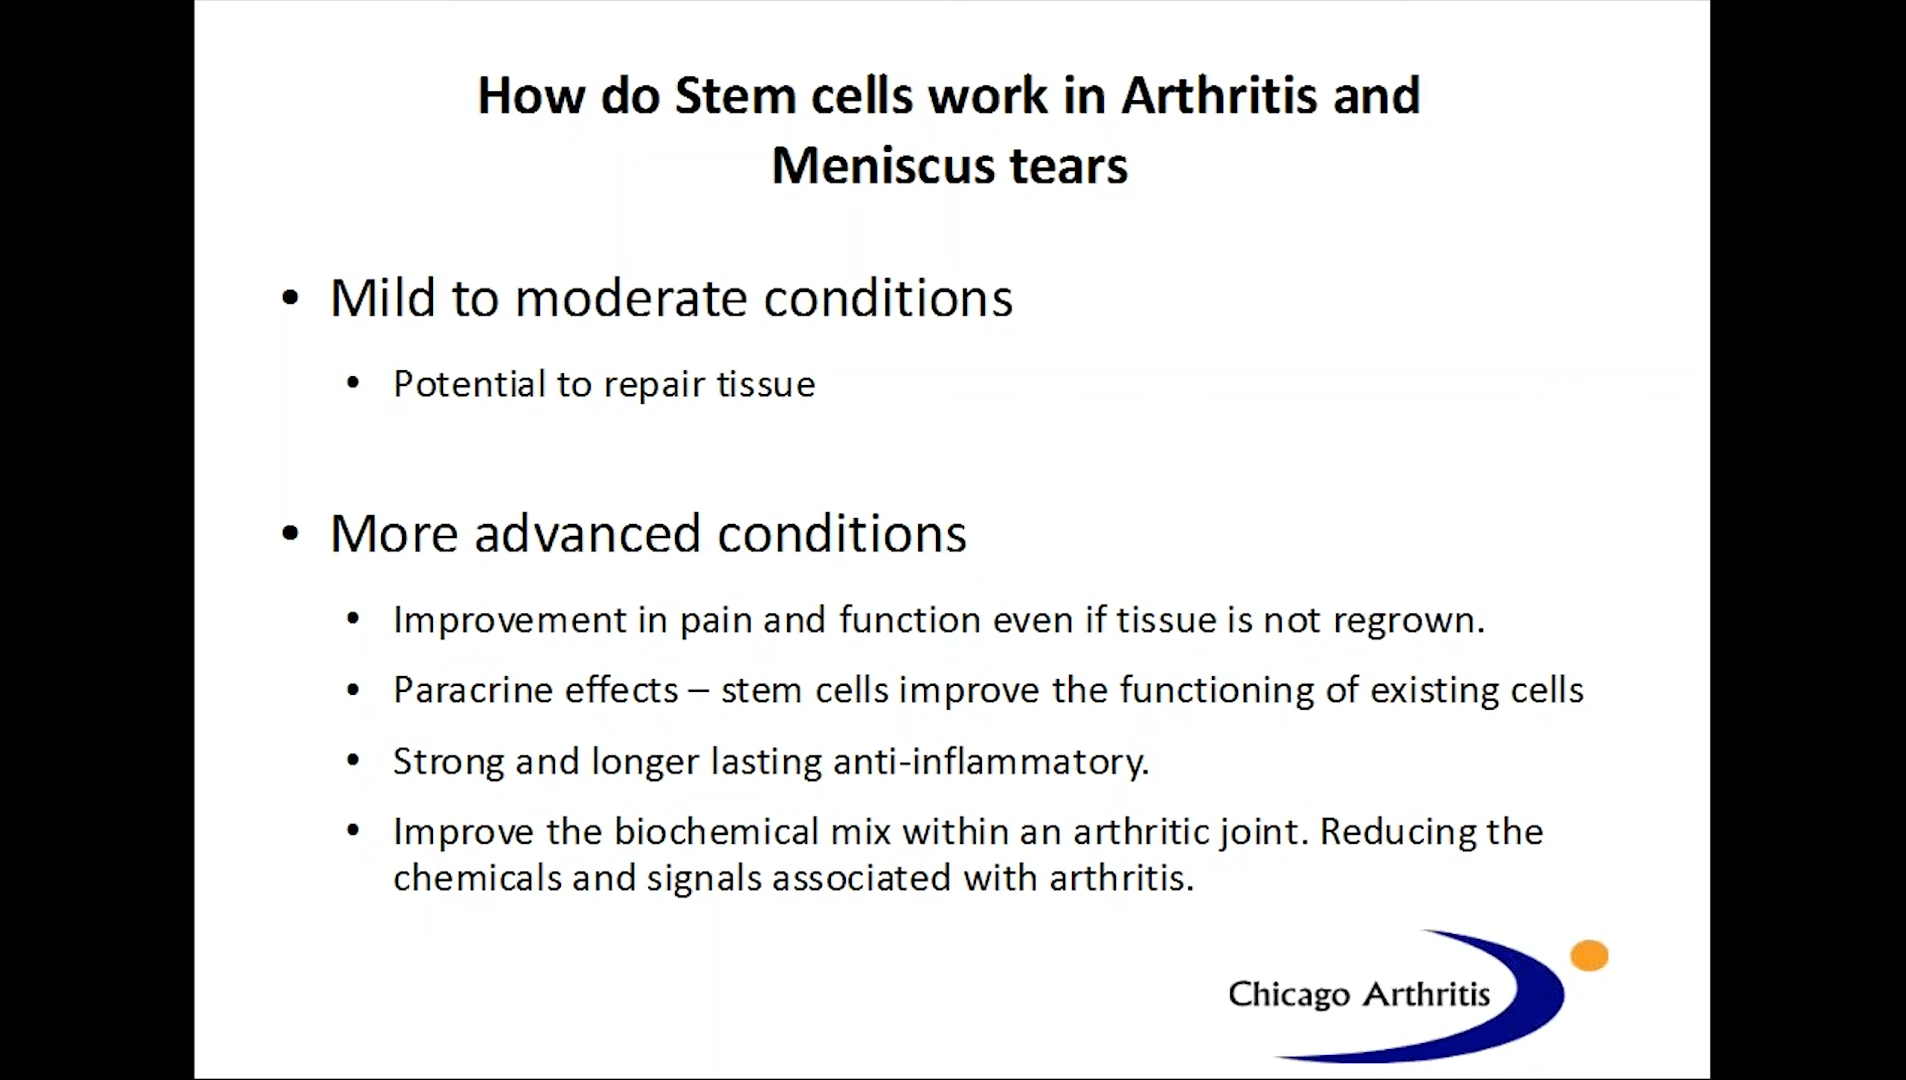 How do Stem cells work in Arthritis and
Meniscus tears
• Mild to moderate conditions
• Potential to repair tissue
• More advanced conditions
• Improvement in pain and function even if tissue is not regrown.
• Paracrine effects – stem cells improve the functioning of existing cells
• Strong and longer lasting anti-inflammatory.
• Improve the biochemical mix within an arthritic joint. Reducing the
chemicals and signals associated with arthritis.
Chicago Arthritis